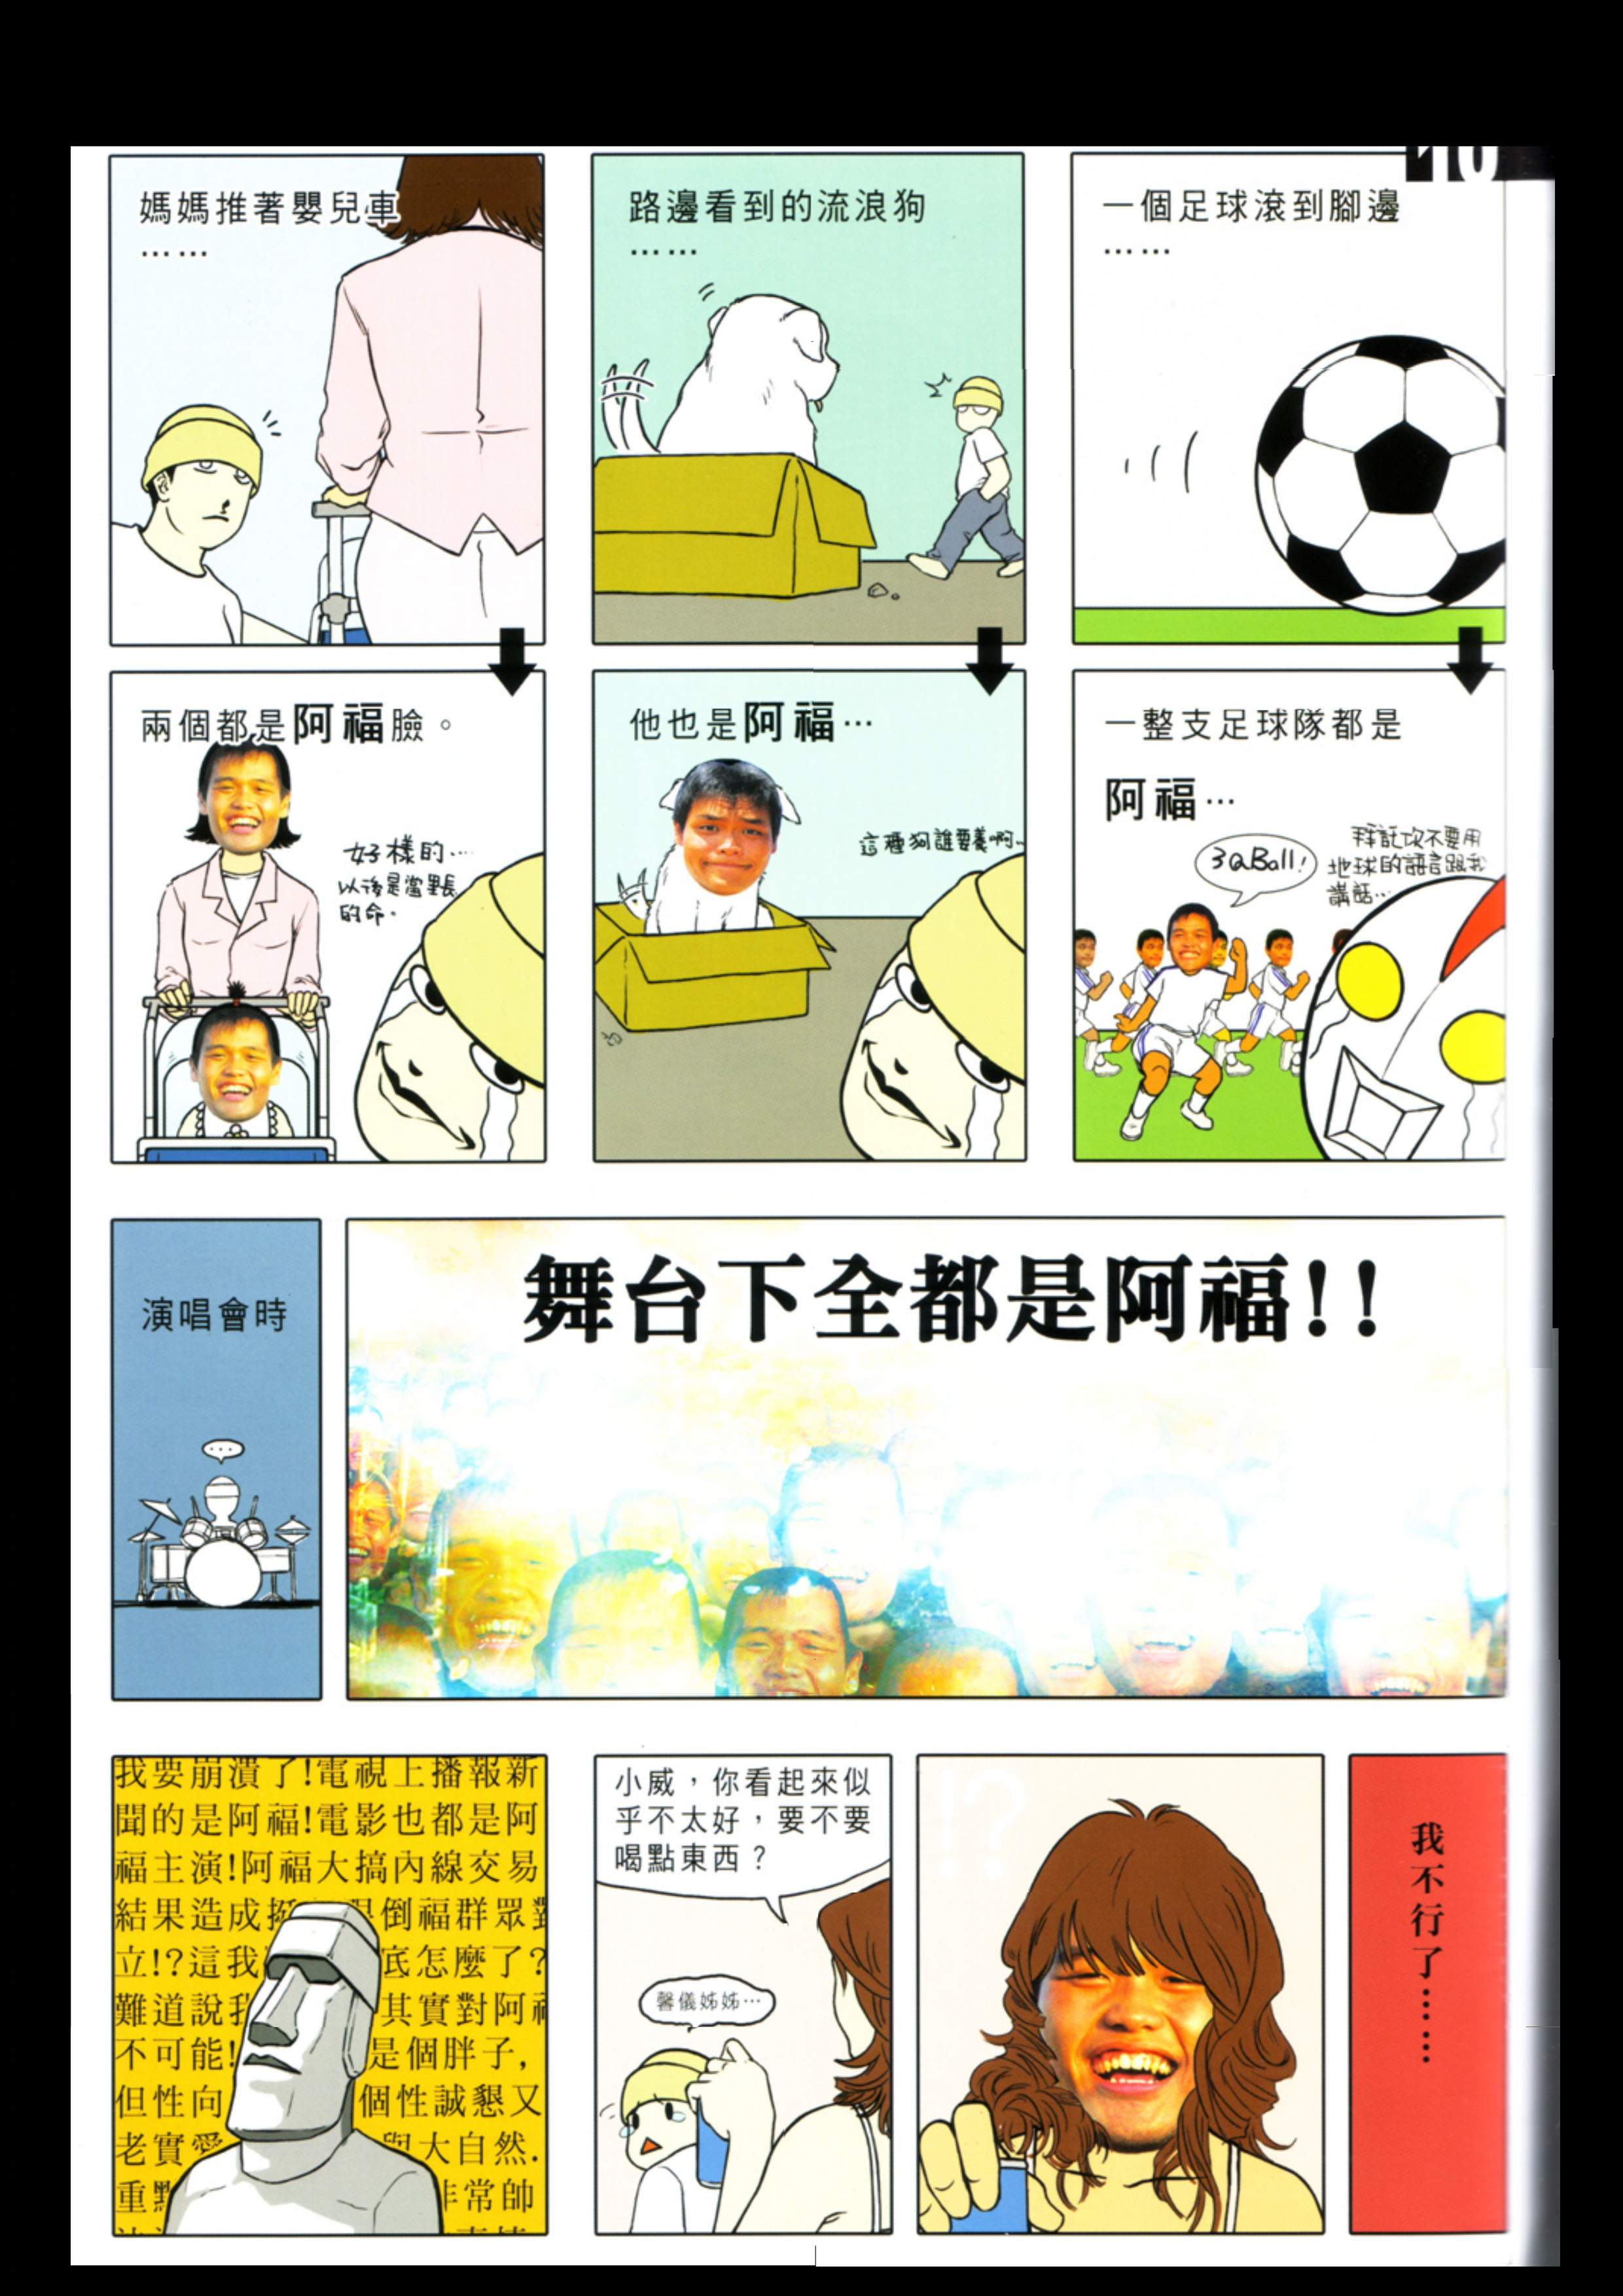 媽媽推著嬰兒車
……
路邊看到的流浪狗
……
一個足球滾到腳邊
……
兩個都是阿福臉。
好樣的…
以後是當里長
的命。
他也是阿福…
這種狗誰要養啊…
一整支足球隊都是
阿福…
3QBall!
拜託你不要用
地球的語言跟我
講話…
演唱會時
…
舞台下全都是阿福!!
我要崩潰了!電視上播報新
聞的是阿福!電影也都是阿
福主演!阿福大搞內線交易
結果造成挺 倒福群眾對
立!?這我 底怎麼了?
難道說我 其實對阿福
不可能! 是個胖子,
但性向 個性誠懇又
老實愛 與大自然.
重點 非常帥
小威，你看起來似
乎不太好，要不要
喝點東西？
馨儀姊姊…
!?
我不行了……